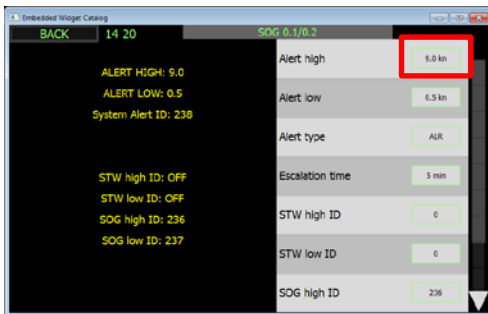 Embedded Widget Catalog
BACK 14 20 SOG 0.1/0.2
ALERT HIGH: 9.0
ALERT LOW: 0.5
System Alert ID: 238
STW high ID: OFF
STW low ID: OFF
SOG high ID: 236
SOG low ID: 237
Alert high 9.0 kn
Alert low 0.5 kn
Alert type ALR
Escalation time 5 min
STW high ID 0
STW low ID 0
SOG high ID 236